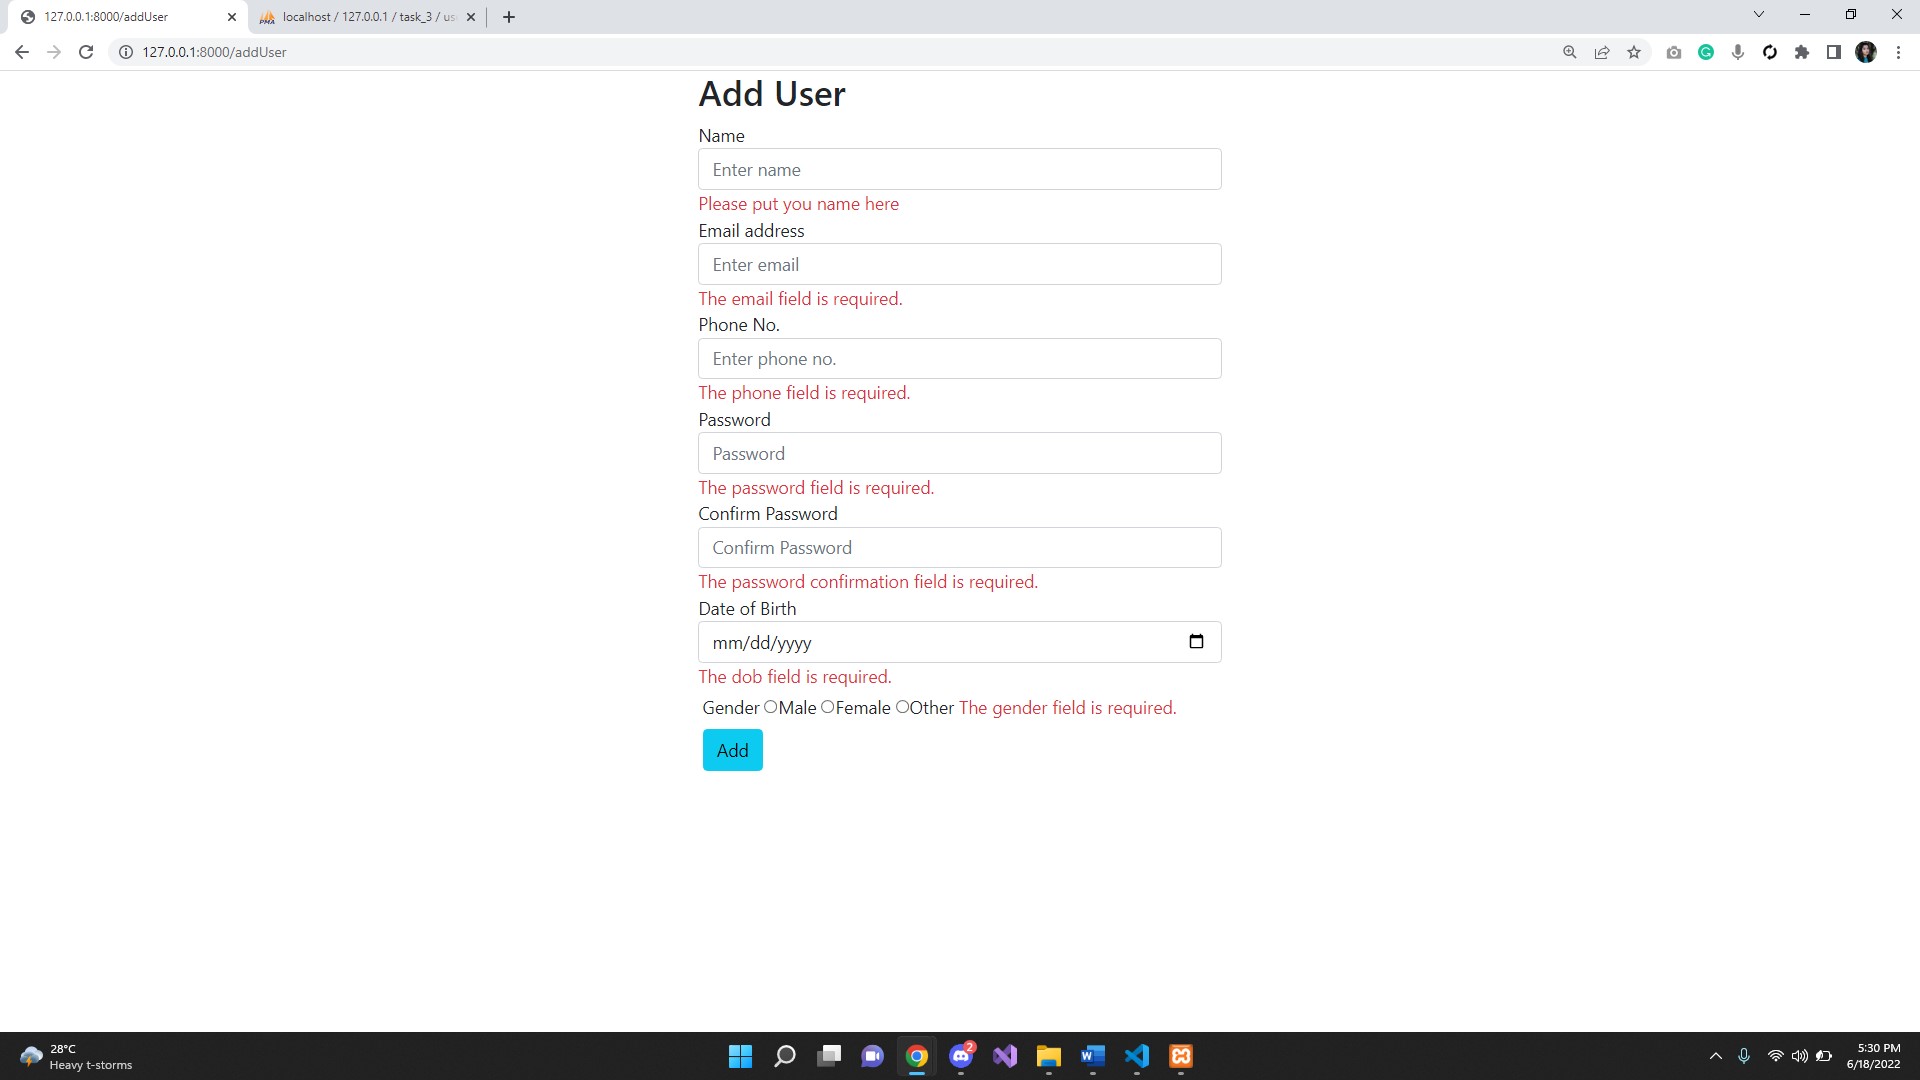 127.0.0.1:8000/addUser
localhost / 127.0.0.1 / task_3 / us
127.0.0.1:8000/addUser
Add User
Name
Enter name
Please put you name here
Email address
Enter email
The email field is required.
Phone No.
Enter phone no.
The phone field is required.
Password
Password
The password field is required.
Confirm Password
Confirm Password
The password confirmation field is required.
Date of Birth
mm/dd/yyyy
The dob field is required.
Gender Male Female Other The gender field is required.
Add
28°C
Heavy t-storms
2
5:30 PM
6/18/2022